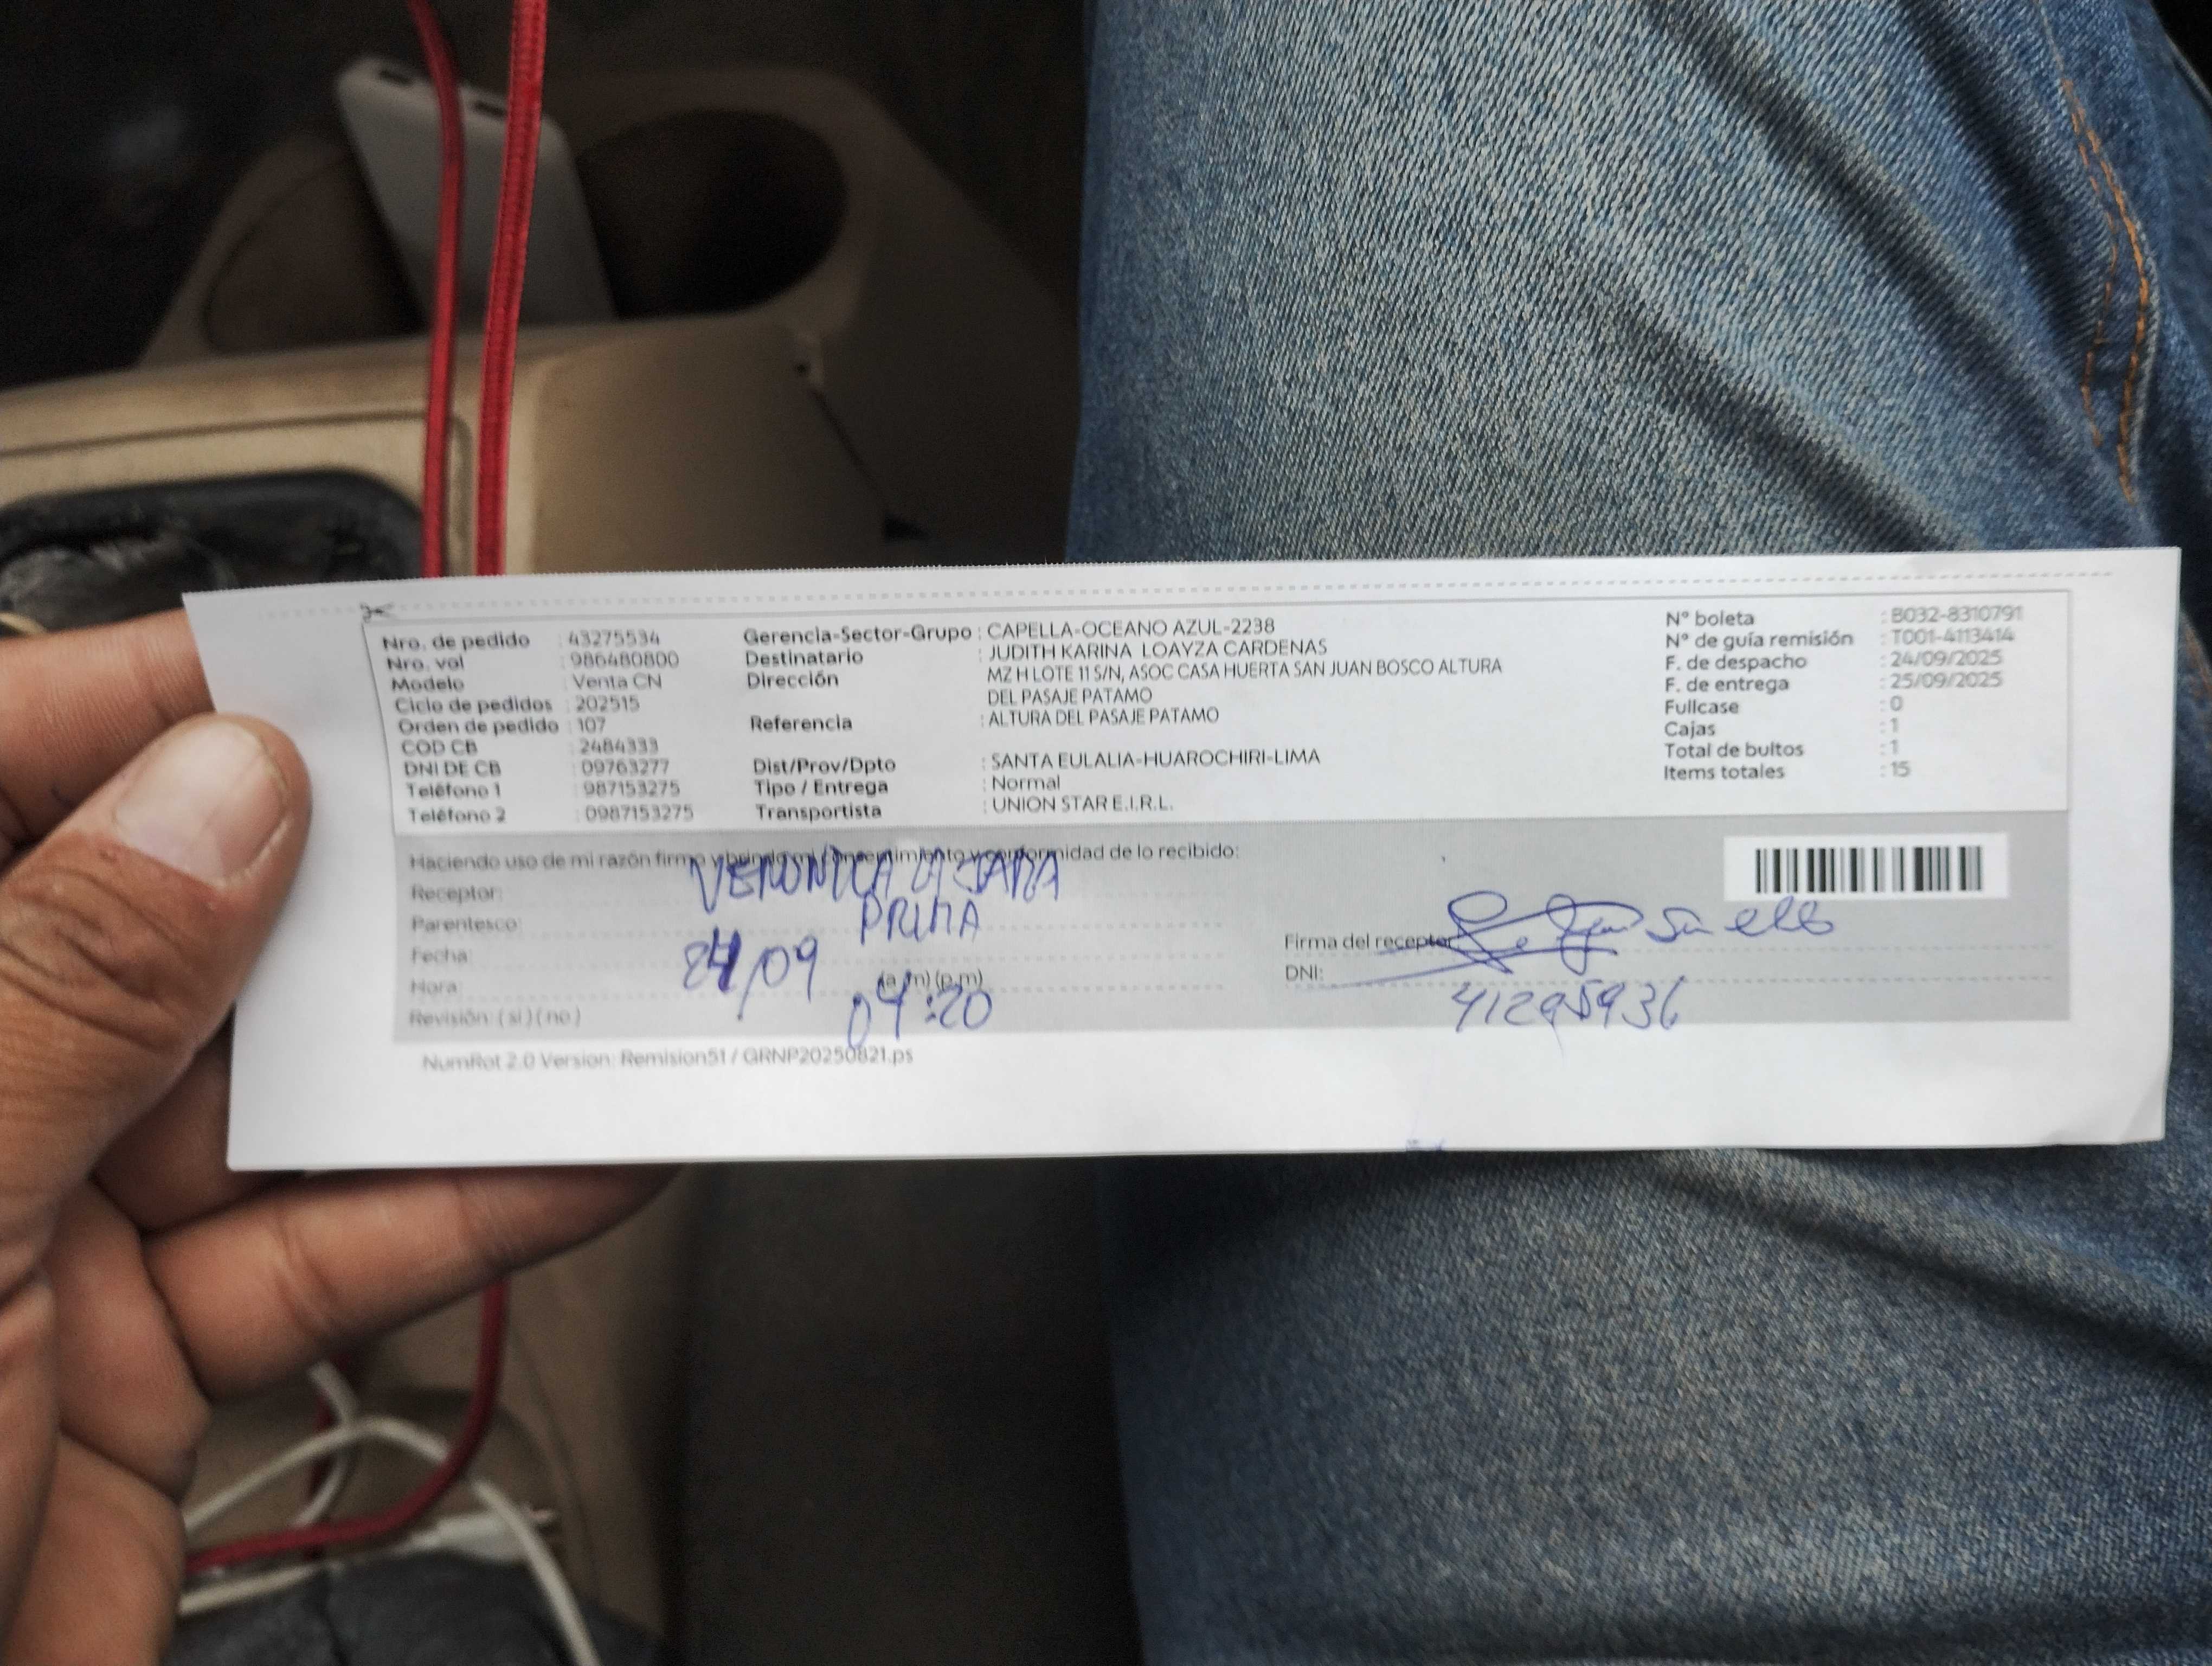 Nro. de pedido : 43275534
Nro. vol : 986480800
Modelo : Venta CN
Ciclo de pedidos : 202515
Orden de pedido : 107
COD CB : 2484333
DNI DE CB : 09763277
Teléfono 1 : 987153275
Teléfono 2 : 0987153275
Gerencia-Sector-Grupo : CAPELLA-OCEANO AZUL-2238
Destinatario : JUDITH KARINA LOAYZA CARDENAS
Dirección MZ H LOTE 11 S/N, ASOC CASA HUERTA SAN JUAN BOSCO ALTURA
DEL PASAJE PATAMO
Referencia : ALTURA DEL PASAJE PATAMO
Dist/Prov/Dpto : SANTA EULALIA-HUAROCHIRI-LIMA
Tipo / Entrega : Normal
Transportista : UNION STAR E.I.R.L.
N° boleta : B032-8310791
N° de guía remisión : T001-4113414
F. de despacho : 24/09/2025
F. de entrega : 25/09/2025
Fullcase : 0
Cajas : 1
Total de bultos : 1
Items totales : 15
Haciendo uso de mi razón firmo y brindo mi consentimiento y conformidad de lo recibido:
Receptor: VERONICA
Parentesco: PRIMA
Fecha: 24/09
Hora: (a.m) (p.m) 04:20
Revisión: ( si ) ( no )
Firma del receptor:
DNI: 41295936
NumRot 2.0 Version: Remision51 / GRNP20250821.ps